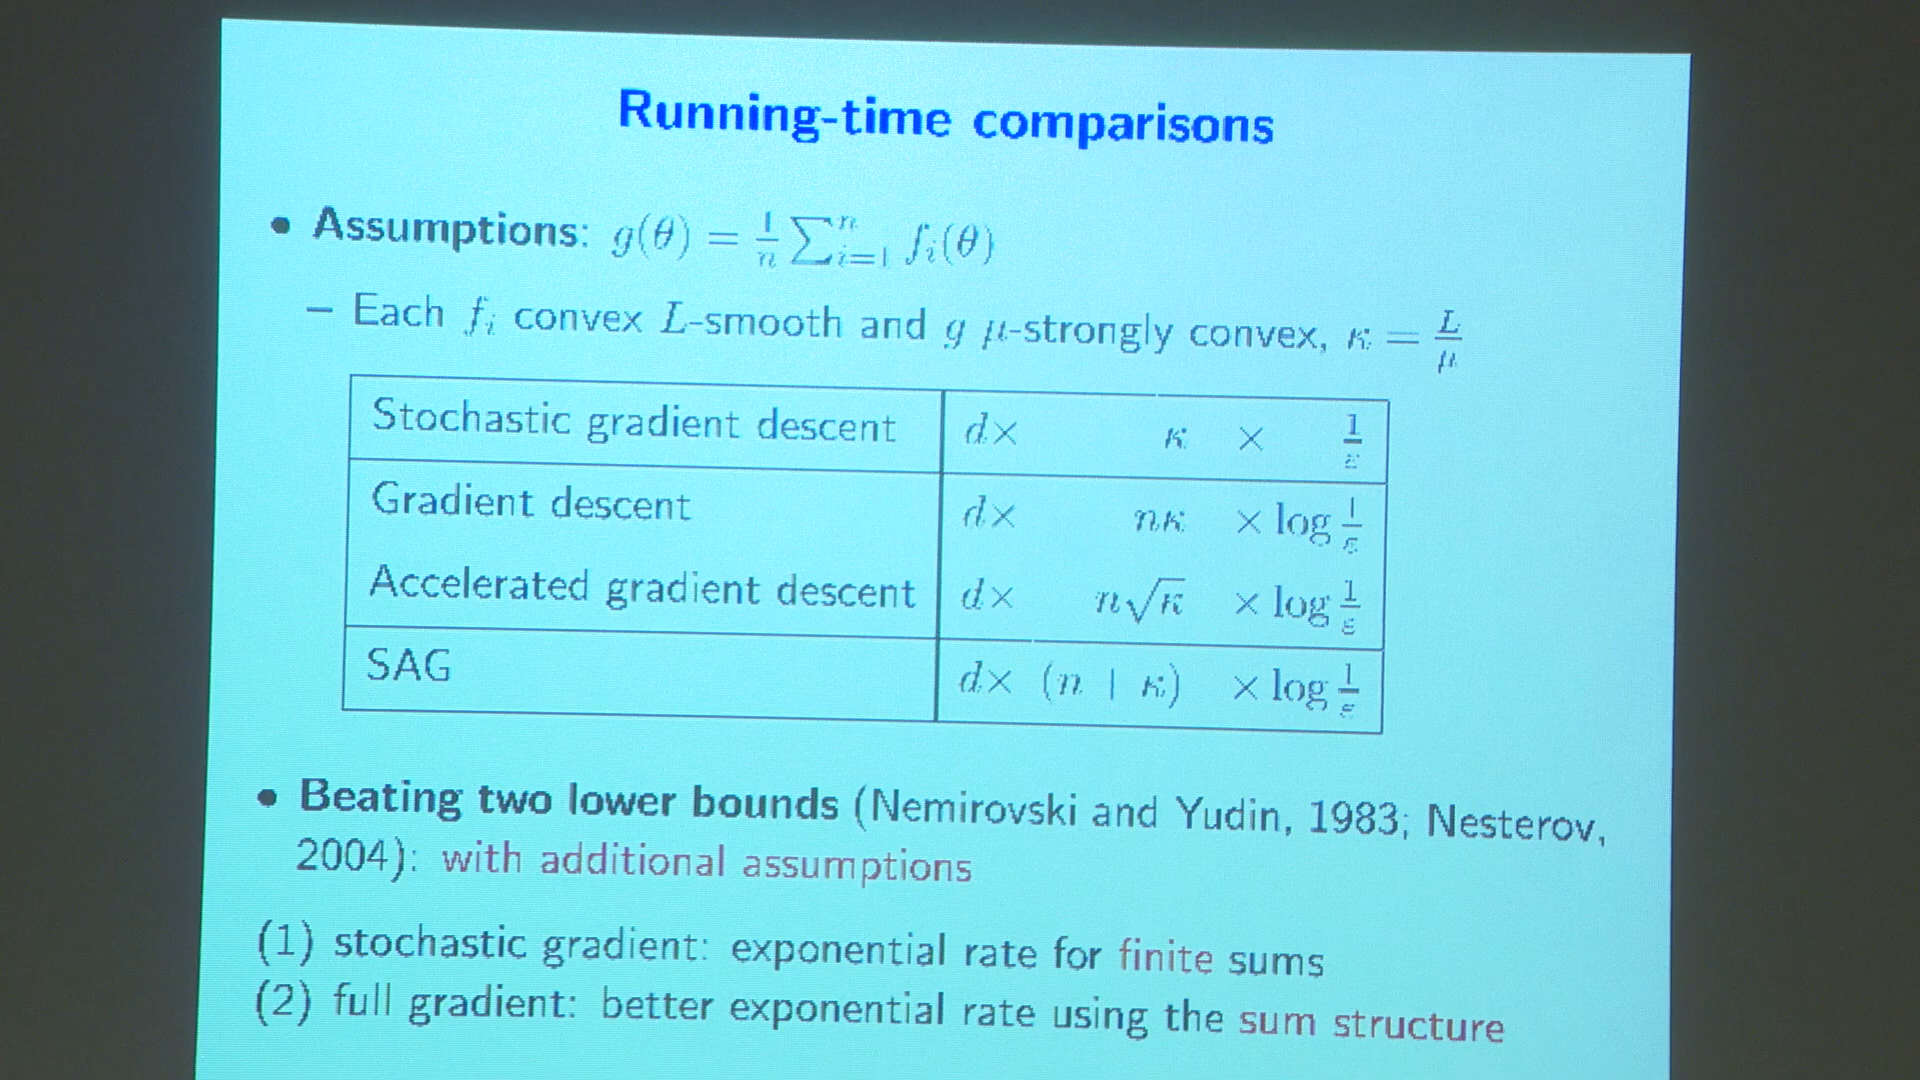 Running-time comparisons
• Assumptions: g(θ) = 1/n ∑ⁿᵢ₌₁ fᵢ(θ)
– Each fᵢ convex L-smooth and g μ-strongly convex, κ = L/μ
Stochastic gradient descent d× κ × 1/ε
Gradient descent d× nκ × log 1/ε
Accelerated gradient descent d× n√κ × log 1/ε
SAG d× (n + κ) × log 1/ε
• Beating two lower bounds (Nemirovski and Yudin, 1983; Nesterov,
2004): with additional assumptions
(1) stochastic gradient: exponential rate for finite sums
(2) full gradient: better exponential rate using the sum structure